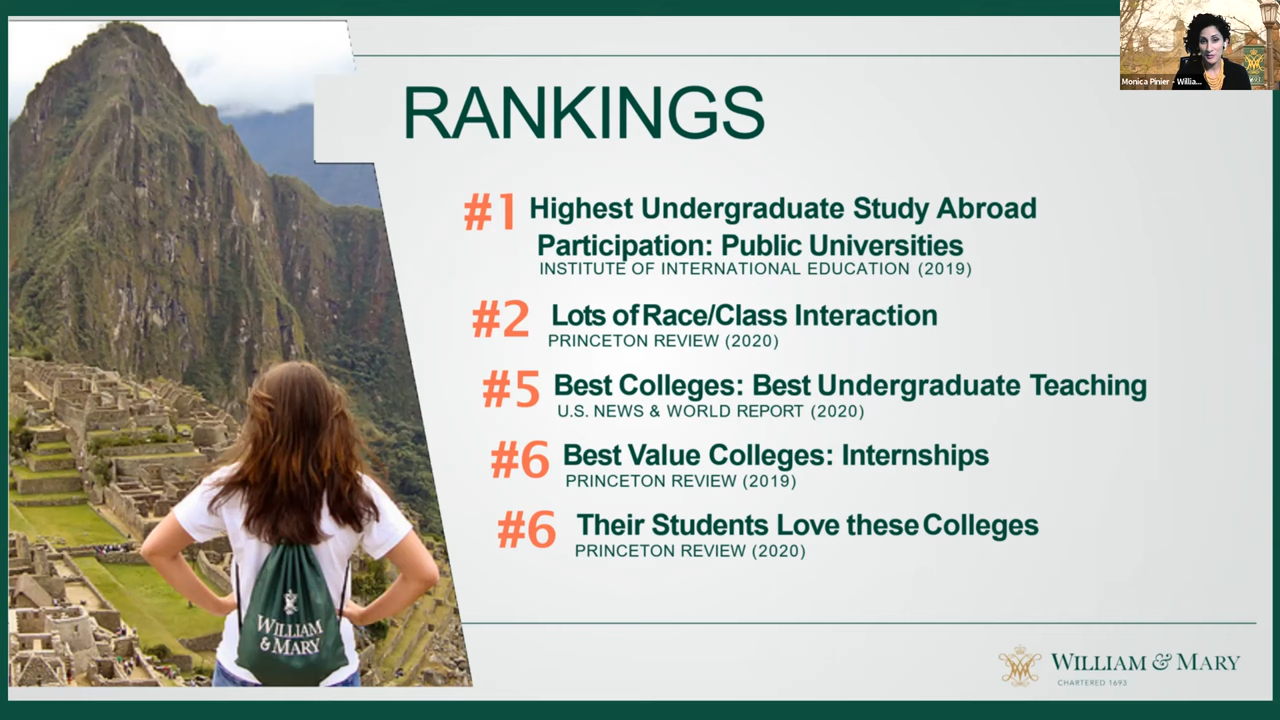 Monica Pinier - Willia...
RANKINGS
#1 Highest Undergraduate Study Abroad
Participation: Public Universities
INSTITUTE OF INTERNATIONAL EDUCATION (2019)
#2 Lots of Race/Class Interaction
PRINCETON REVIEW (2020)
#5 Best Colleges: Best Undergraduate Teaching
U.S. NEWS & WORLD REPORT (2020)
#6 Best Value Colleges: Internships
PRINCETON REVIEW (2019)
#6 Their Students Love these Colleges
PRINCETON REVIEW (2020)
WILLIAM
& MARY
WILLIAM & MARY
CHARTERED 1693